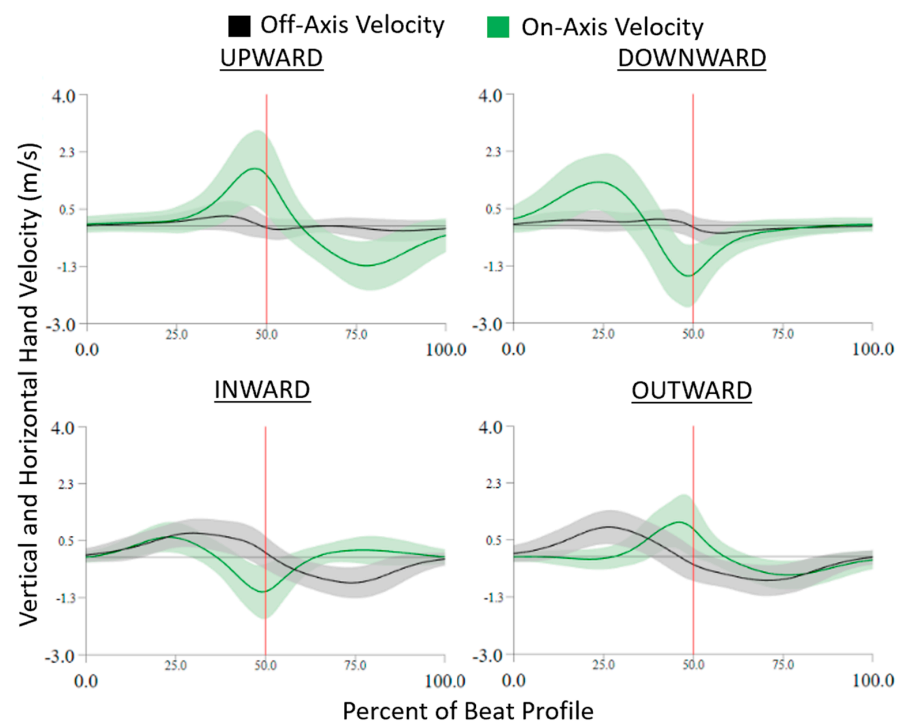 Off-Axis Velocity On-Axis Velocity
UPWARD DOWNWARD
Vertical and Horizontal Hand Velocity (m/s)
4.0 4.0
2.3 2.3
0.5 0.5
-1.3 -1.3
-3.0 -3.0
25.0 50.0 75.0 25.0 50.0 75.0
0.0 100.0 0.0 100.0
INWARD OUTWARD
4.0 4.0
2.3 2.3
0.5 0.5
-1.3 -1.3
-3.0 -3.0
25.0 50.0 75.0 25.0 50.0 75.0
0.0 100.0 0.0 100.0
Percent of Beat Profile